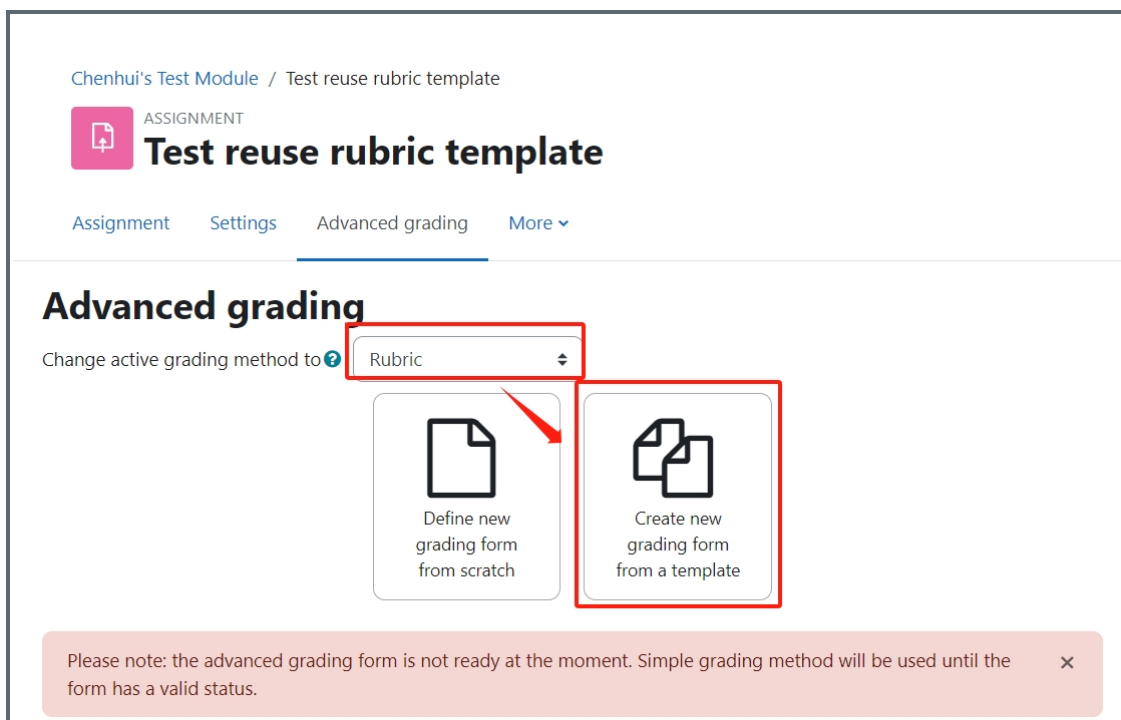 Chenhui's Test Module / Test reuse rubric template
ASSIGNMENT
Test reuse rubric template
Assignment Settings Advanced grading More
Advanced grading
Change active grading method to ? Rubric
Define new
grading form
from scratch
Create new
grading form
from a template
Please note: the advanced grading form is not ready at the moment. Simple grading method will be used until the ×
form has a valid status.